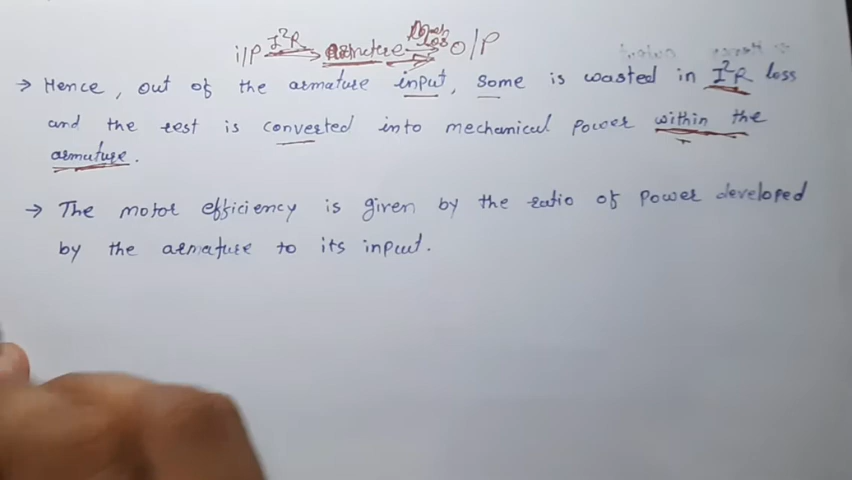 i/P I²R armature Mech loss O/P
→ Hence, out of the armature input, some is wasted in I²R loss
and the rest is converted into mechanical power within the
armature.
→ The motor efficiency is given by the ratio of power developed
by the armature to its input.